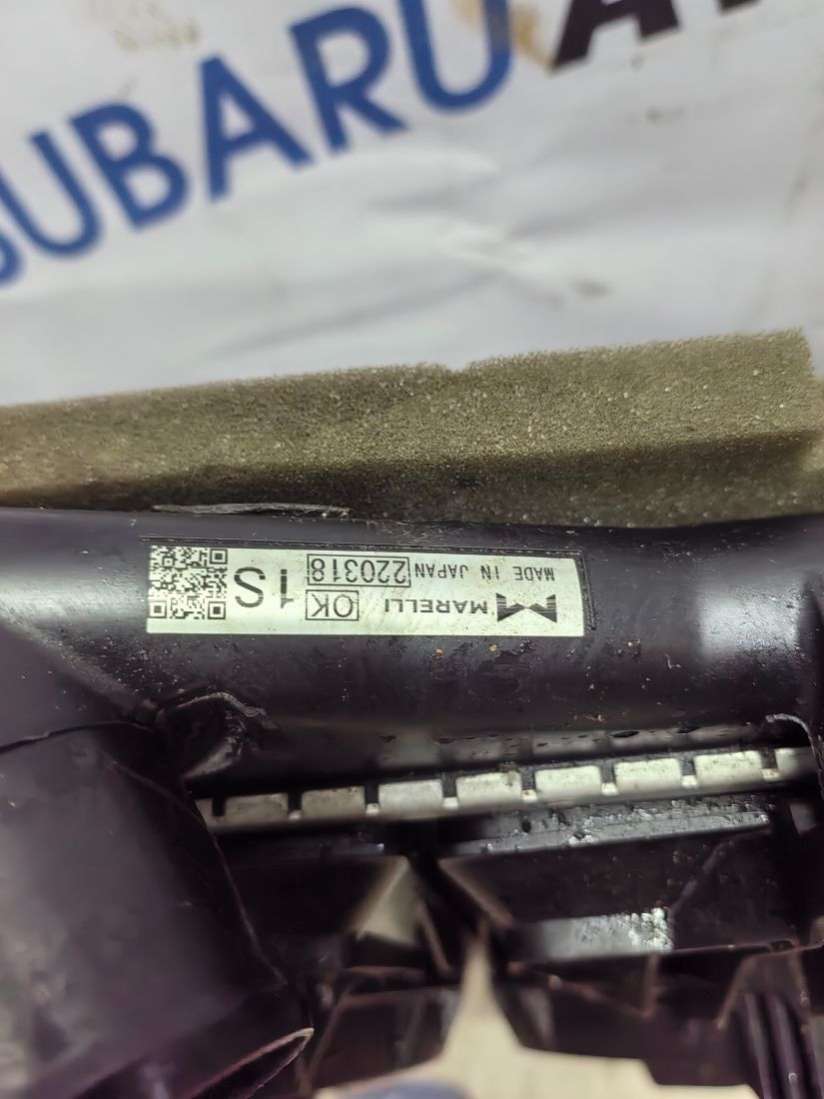 SUBARU
MARELLI OK 1S
MADE IN JAPAN 220318